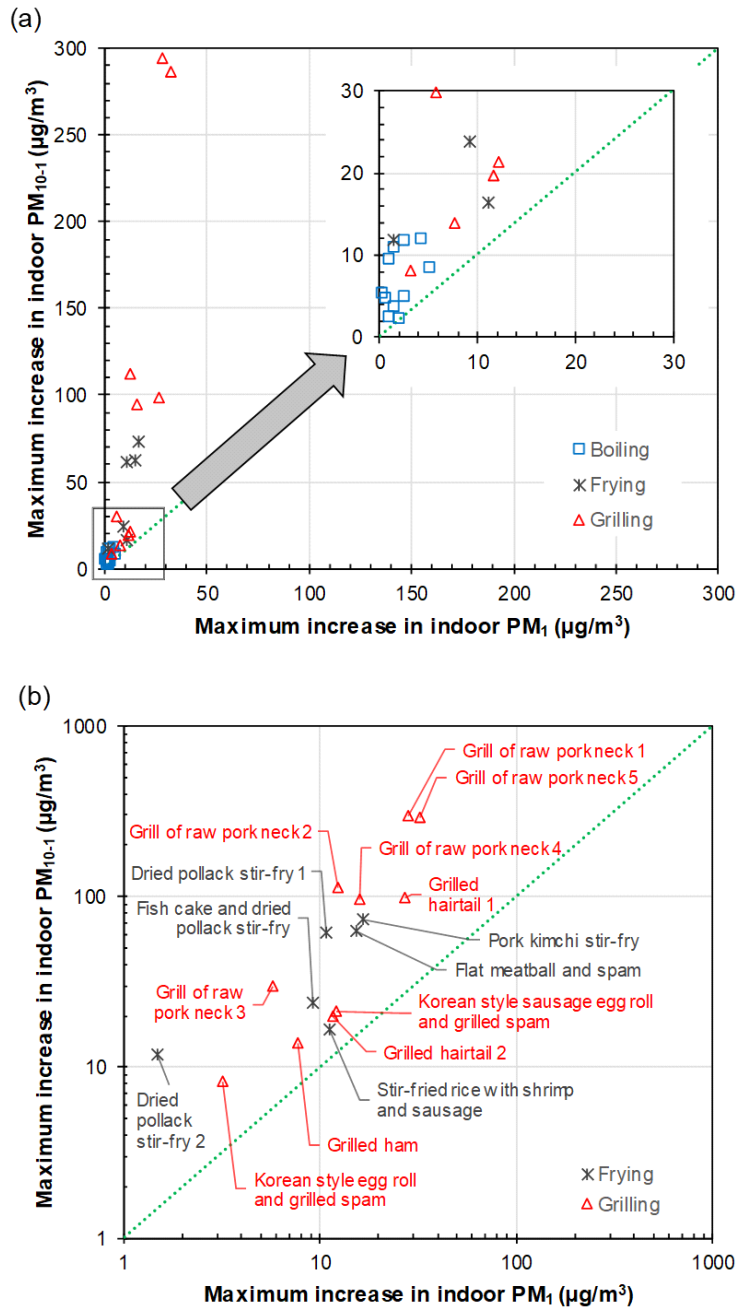 (a)
Maximum increase in indoor PM₁₀₋₁ (µg/m³)
300
250
200
150
100
50
0
0
50
100
150
200
250
300
Maximum increase in indoor PM₁ (µg/m³)
30
20
10
0
0
10
20
30
Boiling
Frying
Grilling
(b)
Maximum increase in indoor PM₁₀₋₁ (µg/m³)
1000
100
10
1
1
10
100
1000
Maximum increase in indoor PM₁ (µg/m³)
Grill of raw pork neck 1
Grill of raw pork neck 5
Grill of raw pork neck 2
Grill of raw pork neck 4
Dried pollack stir-fry 1
Grilled
hairtail 1
Fish cake and dried
pollack stir-fry
Pork kimchi stir-fry
Flat meatball and spam
Grill of raw
pork neck 3
Korean style sausage egg roll
and grilled spam
Grilled hairtail 2
Dried
pollack
stir-fry 2
Stir-fried rice with shrimp
and sausage
Grilled ham
Korean style egg roll
and grilled spam
Frying
Grilling